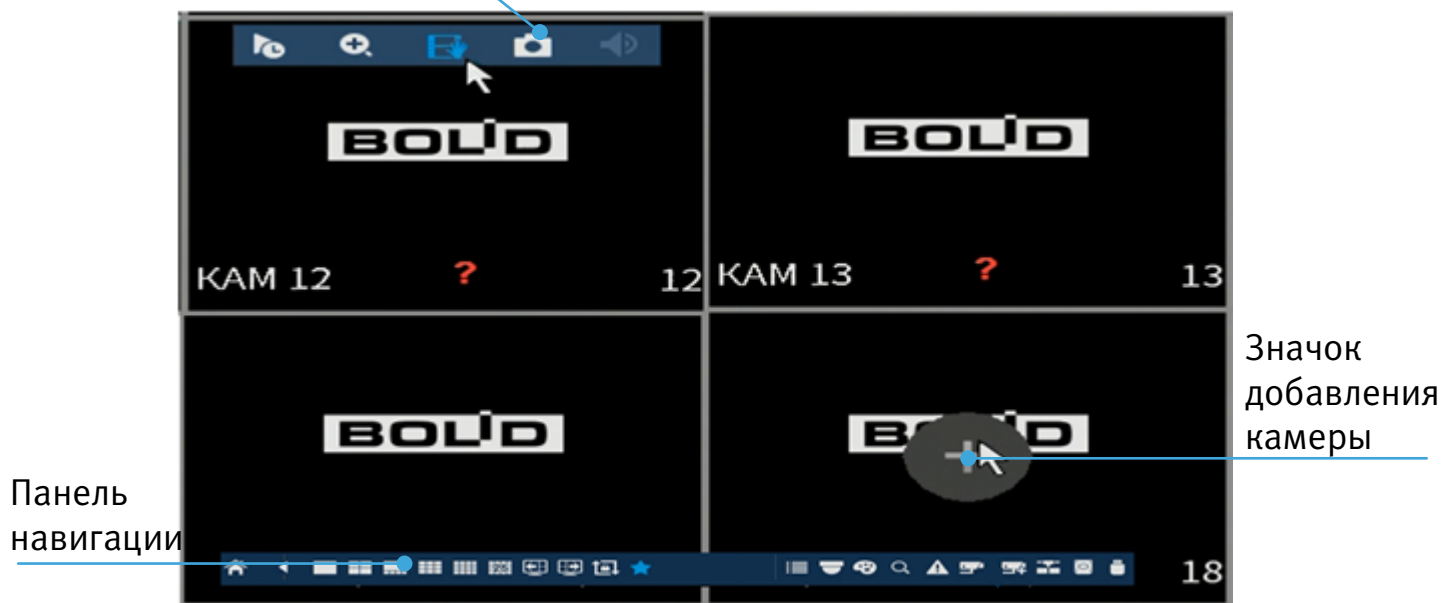 BOLID
BOLID
КАМ 12
12
КАМ 13
13
BOLID
Значок
добавления
камеры
Панель
навигации
18